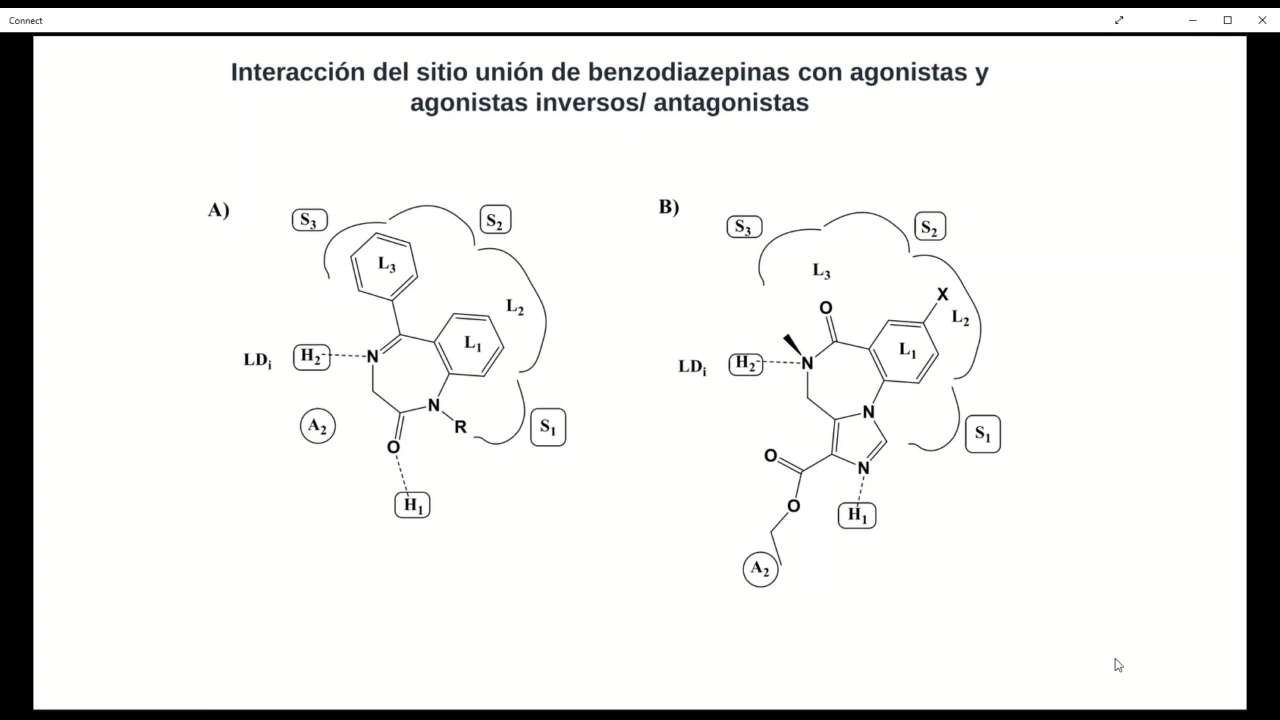 Connect
Interacción del sitio unión de benzodiazepinas con agonistas y
agonistas inversos/ antagonistas
A)
S3
S2
L3
L2
L1
LDi
H2
N
A2
N
R
S1
O
H1
B)
S3
S2
L3
X
O
L2
L1
LDi
H2
N
N
S1
O
N
O
H1
A2